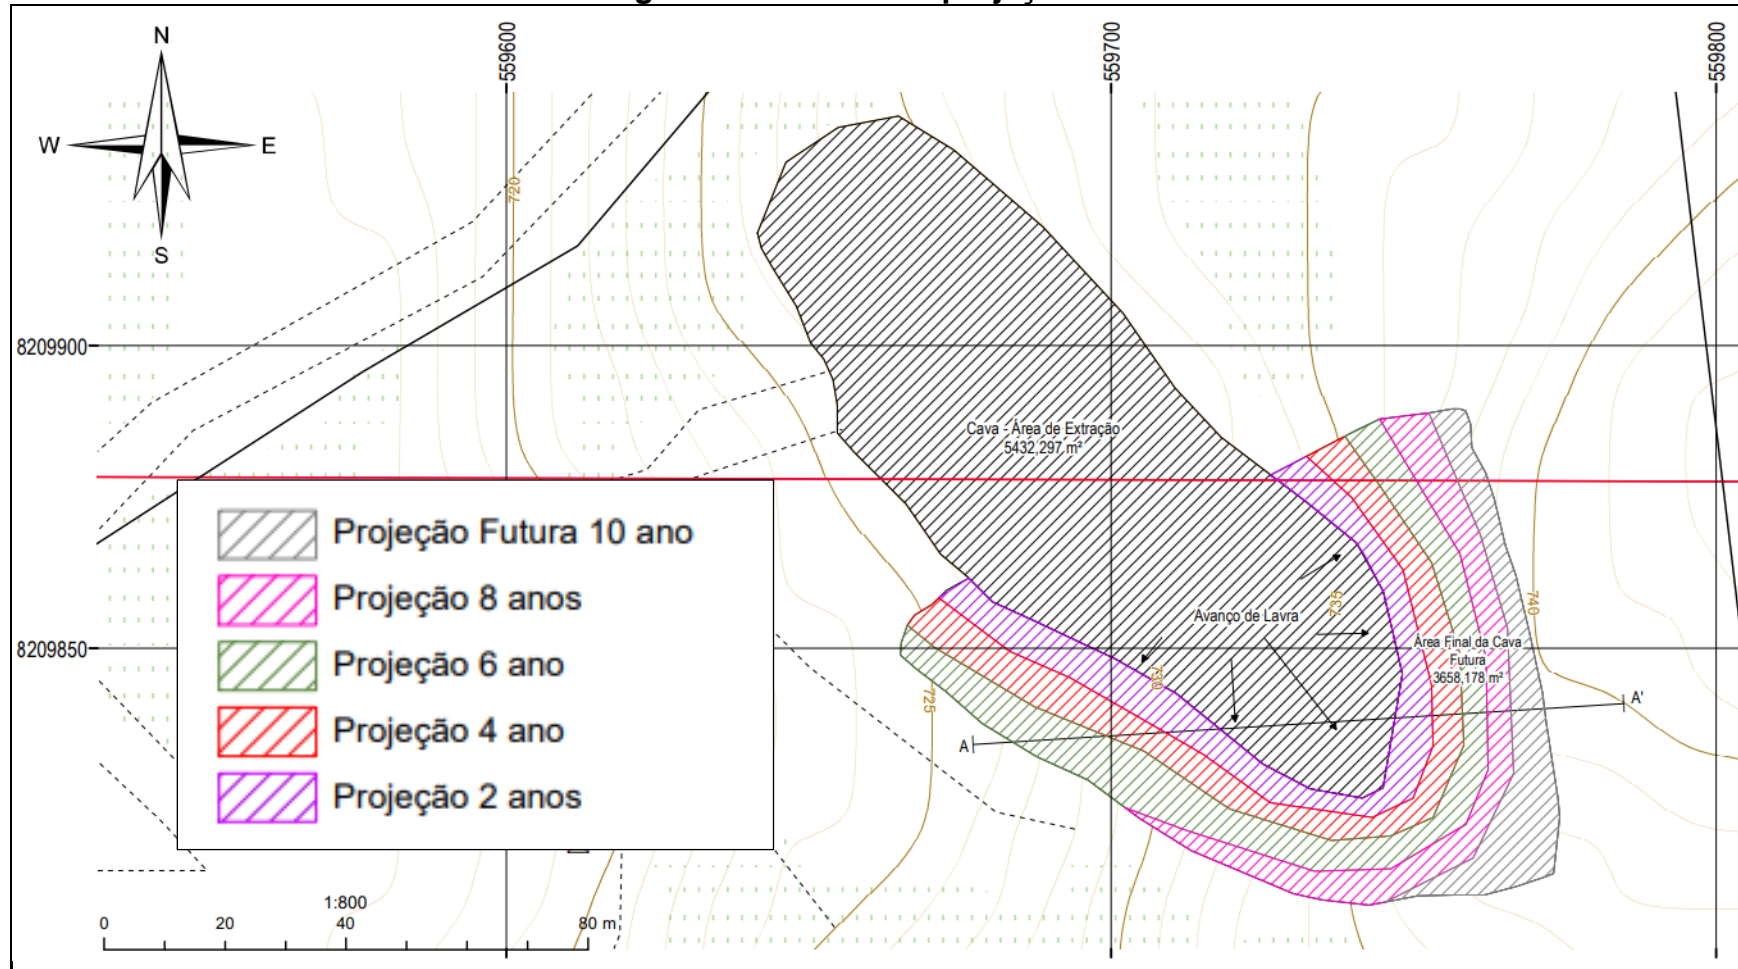 N
W E
S
559600
559700
559800
8209900
8209850
720
725
730
735
740
Cava - Área de Extração
5432,297 m²
Avanço de Lavra
Área Final da Cava
Futura
3658,178 m²
A
A'
Projeção Futura 10 ano
Projeção 8 anos
Projeção 6 ano
Projeção 4 ano
Projeção 2 anos
1:800
0 20 40 80 m